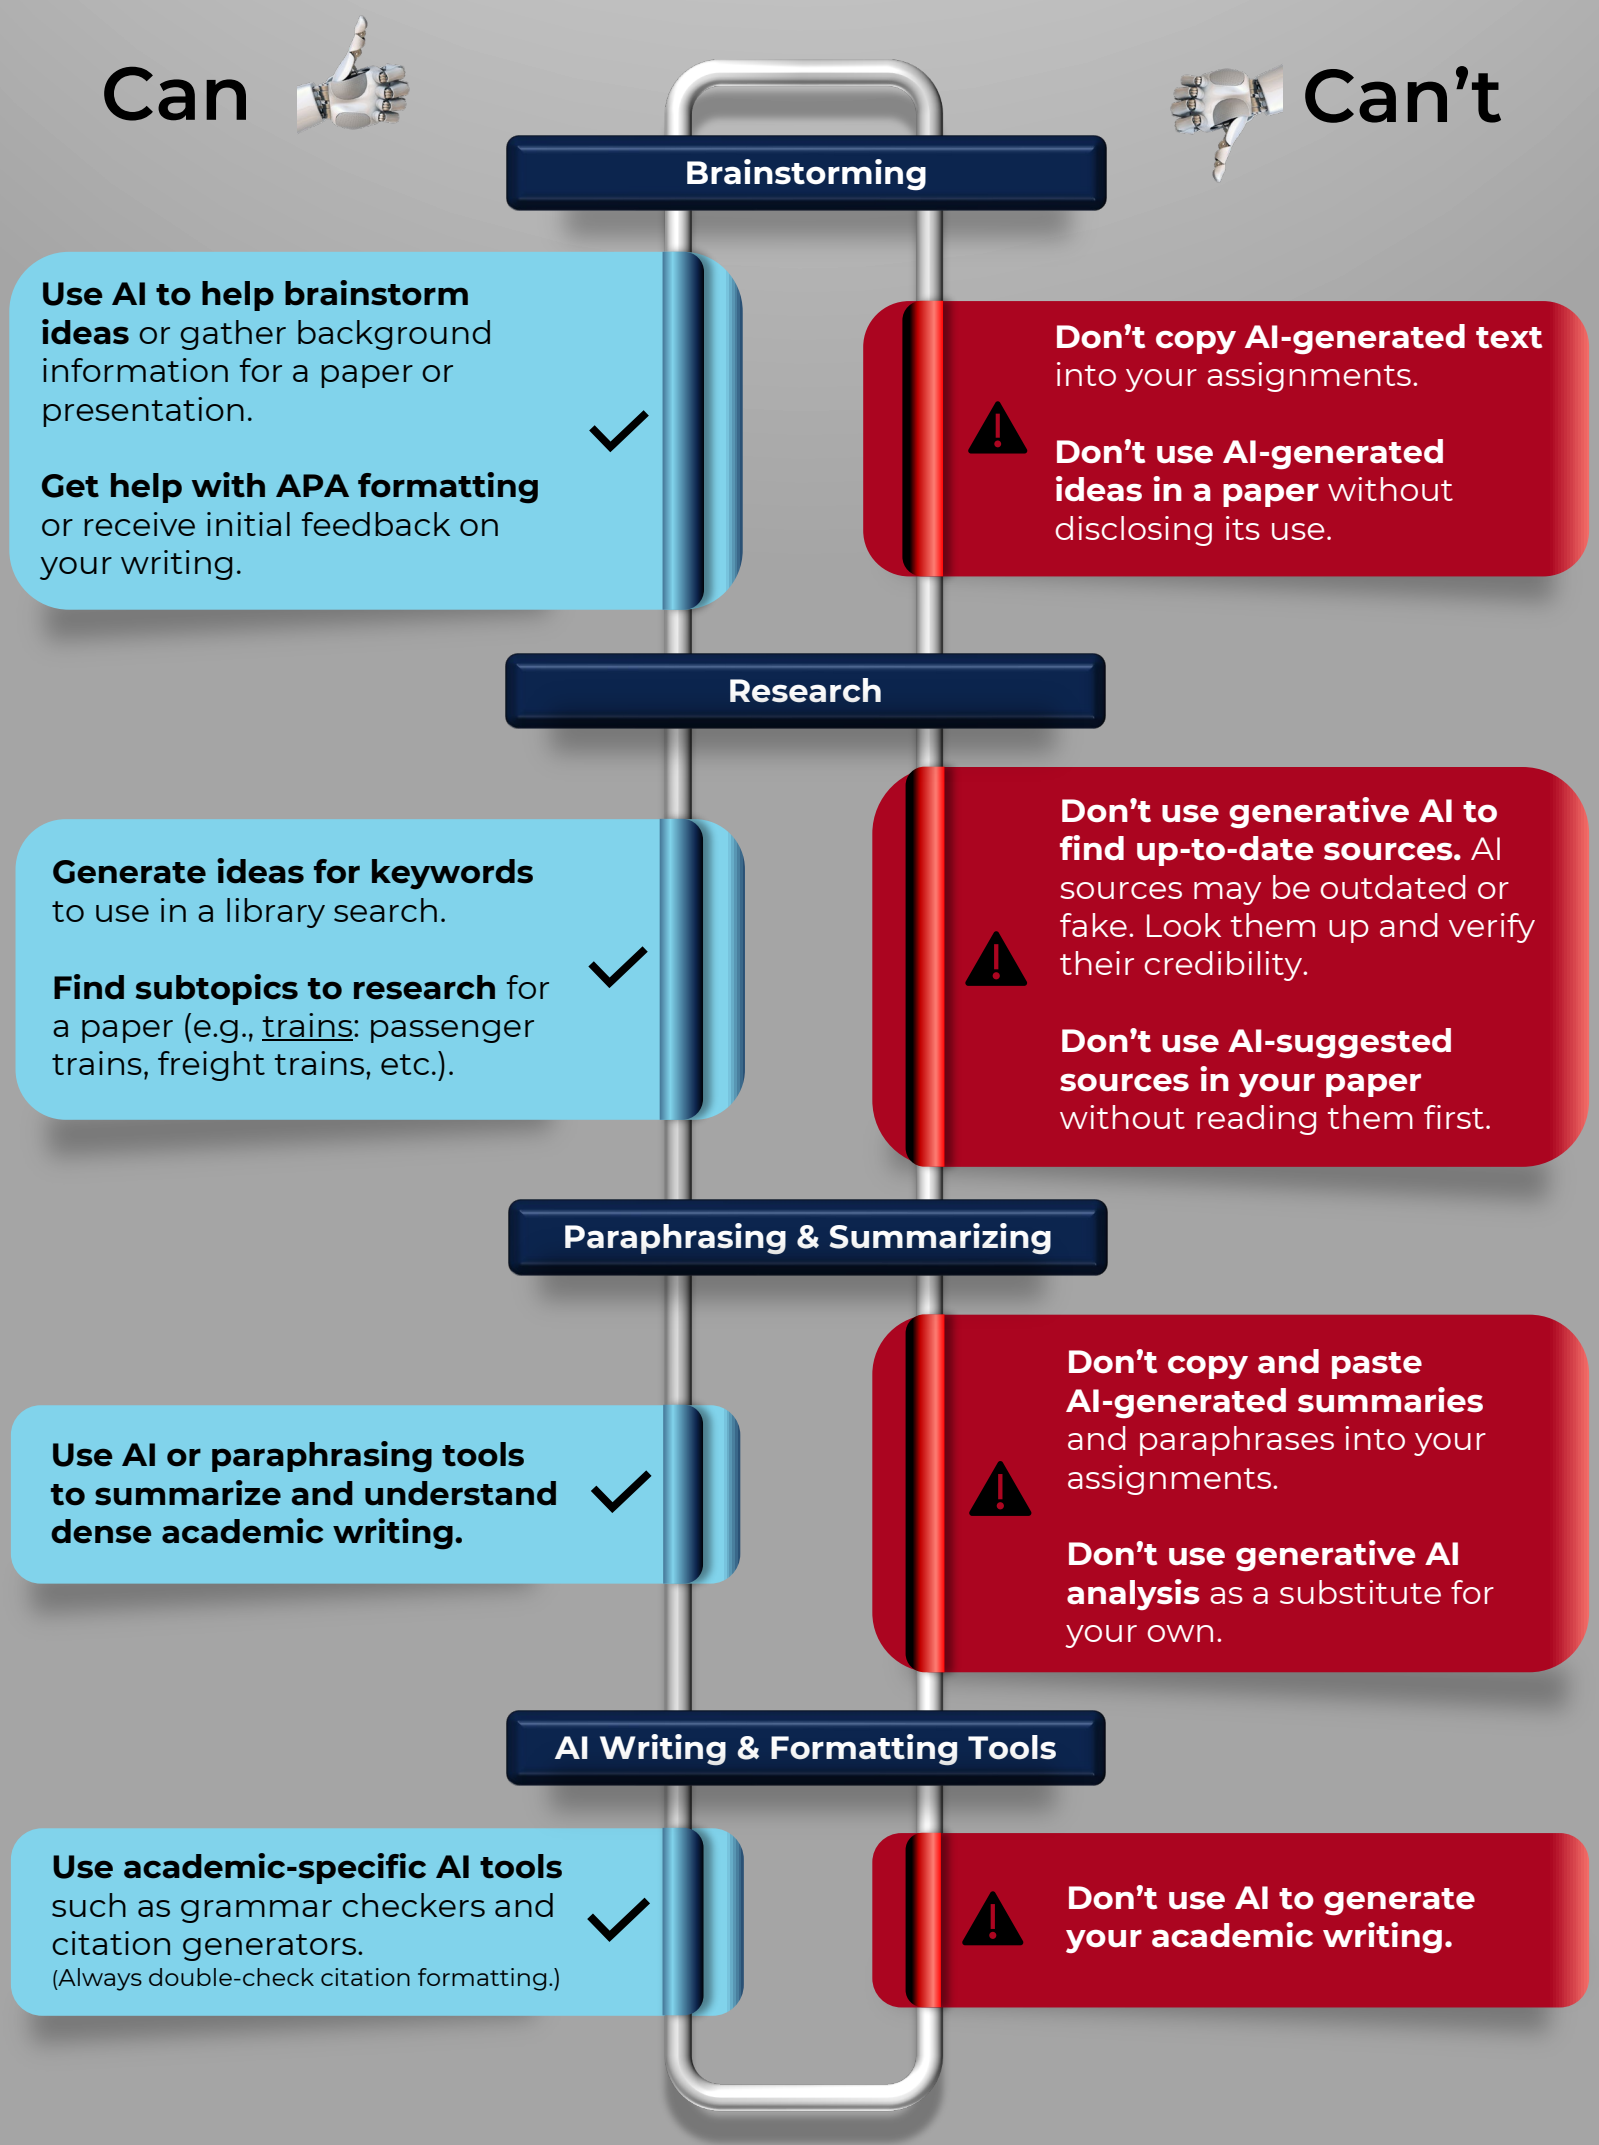 Can
Can't
Brainstorming
Use AI to help brainstorm
ideas or gather background
information for a paper or
presentation.
Get help with APA formatting
or receive initial feedback on
your writing.
Don't copy AI-generated text
into your assignments.
Don't use AI-generated
ideas in a paper without
disclosing its use.
Research
Generate ideas for keywords
to use in a library search.
Find subtopics to research for
a paper (e.g., trains: passenger
trains, freight trains, etc.).
Don't use generative AI to
find up-to-date sources. AI
sources may be outdated or
fake. Look them up and verify
their credibility.
Don't use AI-suggested
sources in your paper
without reading them first.
Paraphrasing & Summarizing
Use AI or paraphrasing tools
to summarize and understand
dense academic writing.
Don't copy and paste
AI-generated summaries
and paraphrases into your
assignments.
Don't use generative AI
analysis as a substitute for
your own.
AI Writing & Formatting Tools
Use academic-specific AI tools
such as grammar checkers and
citation generators.
(Always double-check citation formatting.)
Don't use AI to generate
your academic writing.